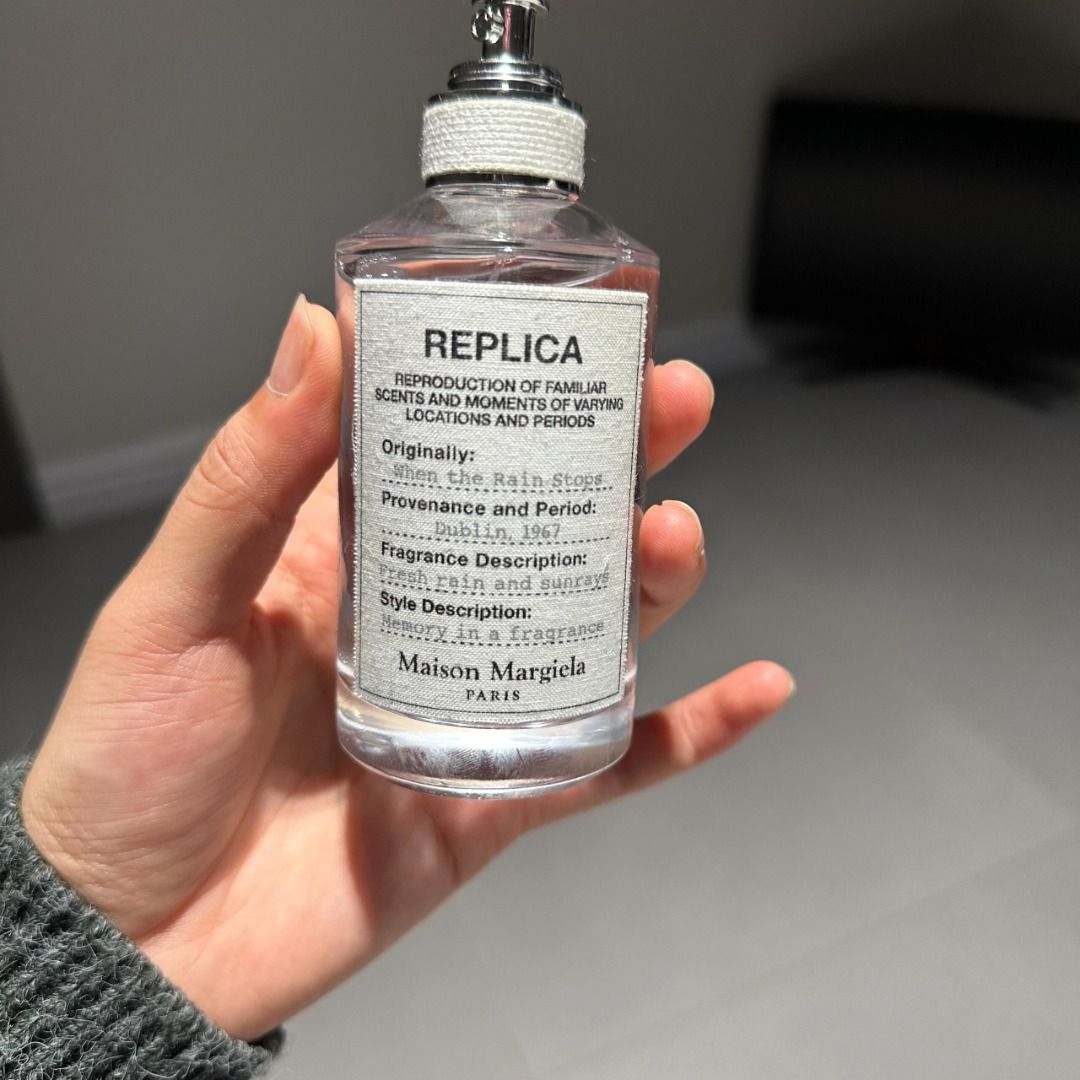 REPLICA
REPRODUCTION OF FAMILIAR
SCENTS AND MOMENTS OF VARYING
LOCATIONS AND PERIODS
Originally:
When the Rain Stops
Provenance and Period:
Dublin, 1967
Fragrance Description:
Fresh rain and sunrays
Style Description:
Memory in a fragrance
Maison Margiela
PARIS